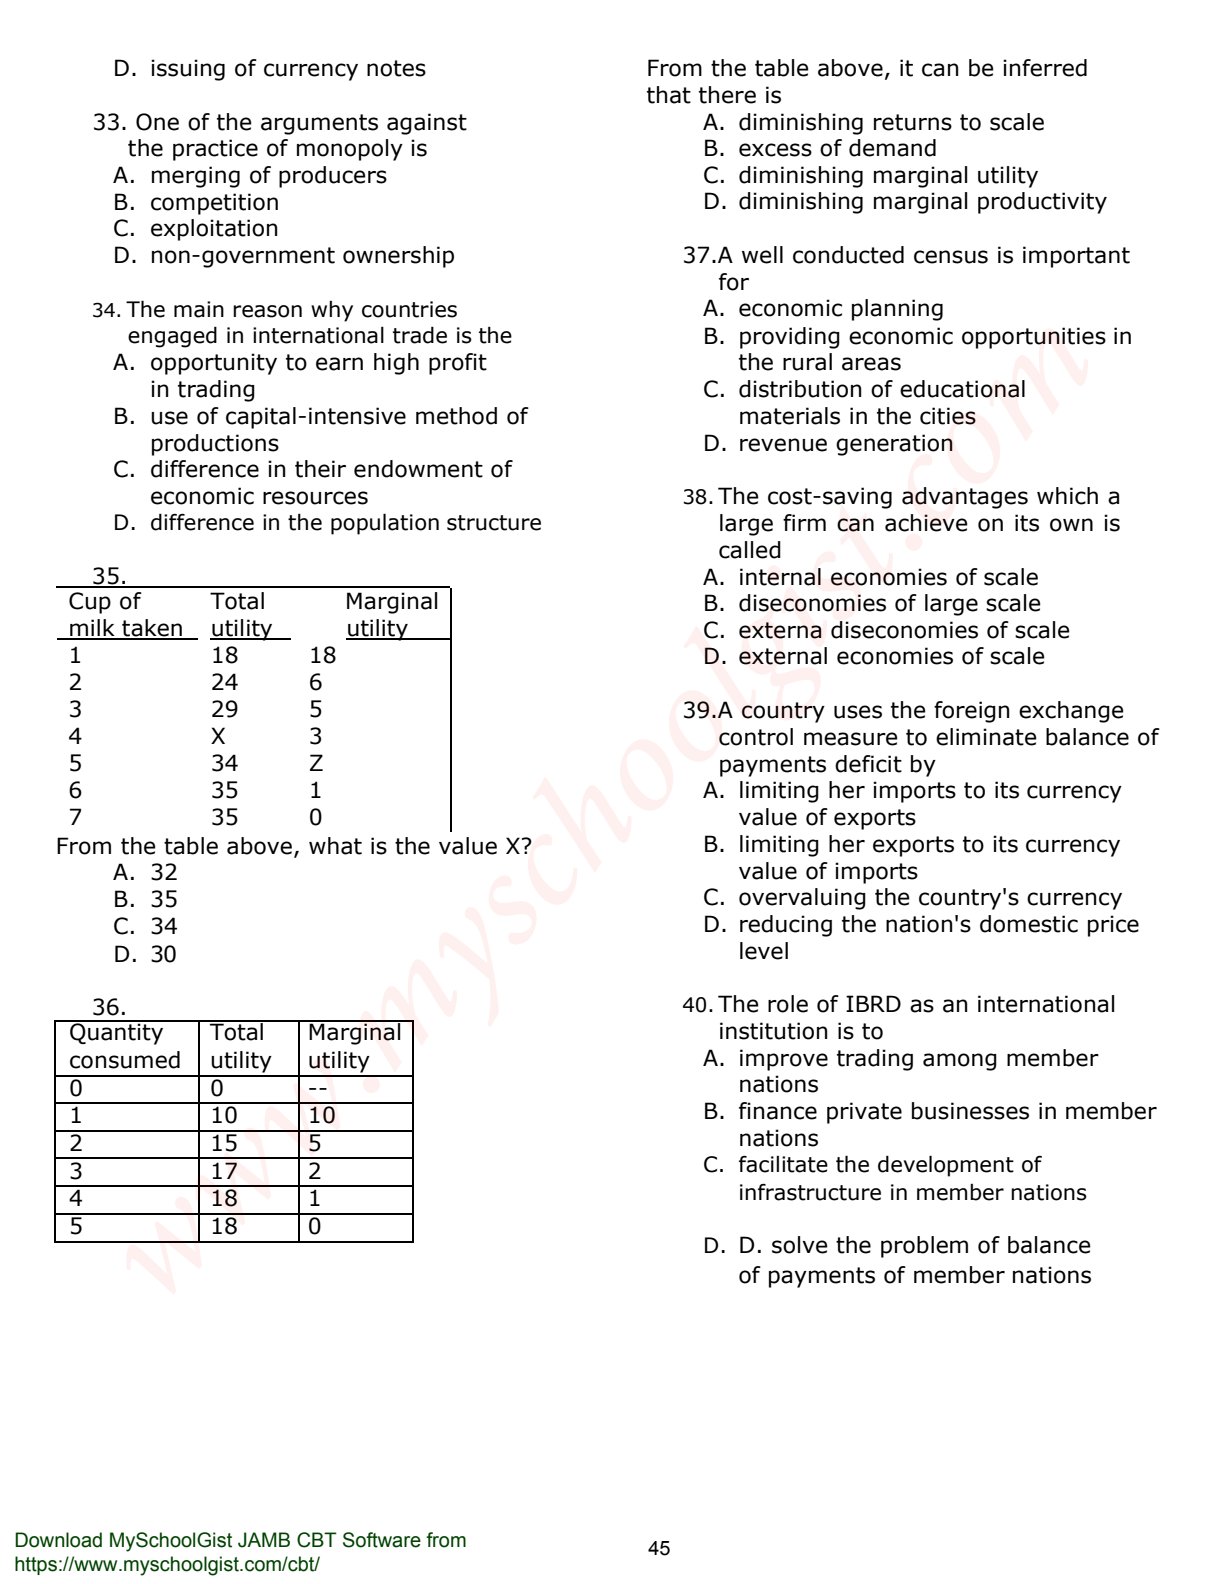 D. issuing of currency notes
33. One of the arguments against
the practice of monopoly is
A. merging of producers
B. competition
C. exploitation
D. non-government ownership
34. The main reason why countries
engaged in international trade is the
A. opportunity to earn high profit
in trading
B. use of capital-intensive method of
productions
C. difference in their endowment of
economic resources
D. difference in the population structure
35.
Cup of Total Marginal
milk taken utility utility
1 18 18
2 24 6
3 29 5
4 X 3
5 34 Z
6 35 1
7 35 0
From the table above, what is the value X?
A. 32
B. 35
C. 34
D. 30
36.
Quantity Total Marginal
consumed utility utility
0 0 --
1 10 10
2 15 5
3 17 2
4 18 1
5 18 0
From the table above, it can be inferred
that there is
A. diminishing returns to scale
B. excess of demand
C. diminishing marginal utility
D. diminishing marginal productivity
37.A well conducted census is important
for
A. economic planning
B. providing economic opportunities in
the rural areas
C. distribution of educational
materials in the cities
D. revenue generation
38. The cost-saving advantages which a
large firm can achieve on its own is
called
A. internal economies of scale
B. diseconomies of large scale
C. externa diseconomies of scale
D. external economies of scale
39.A country uses the foreign exchange
control measure to eliminate balance of
payments deficit by
A. limiting her imports to its currency
value of exports
B. limiting her exports to its currency
value of imports
C. overvaluing the country's currency
D. reducing the nation's domestic price
level
40. The role of IBRD as an international
institution is to
A. improve trading among member
nations
B. finance private businesses in member
nations
C. facilitate the development of
infrastructure in member nations
D. D. solve the problem of balance
of payments of member nations
www.myschoolgist.com
Download MySchoolGist JAMB CBT Software from
https://www.myschoolgist.com/cbt/
45